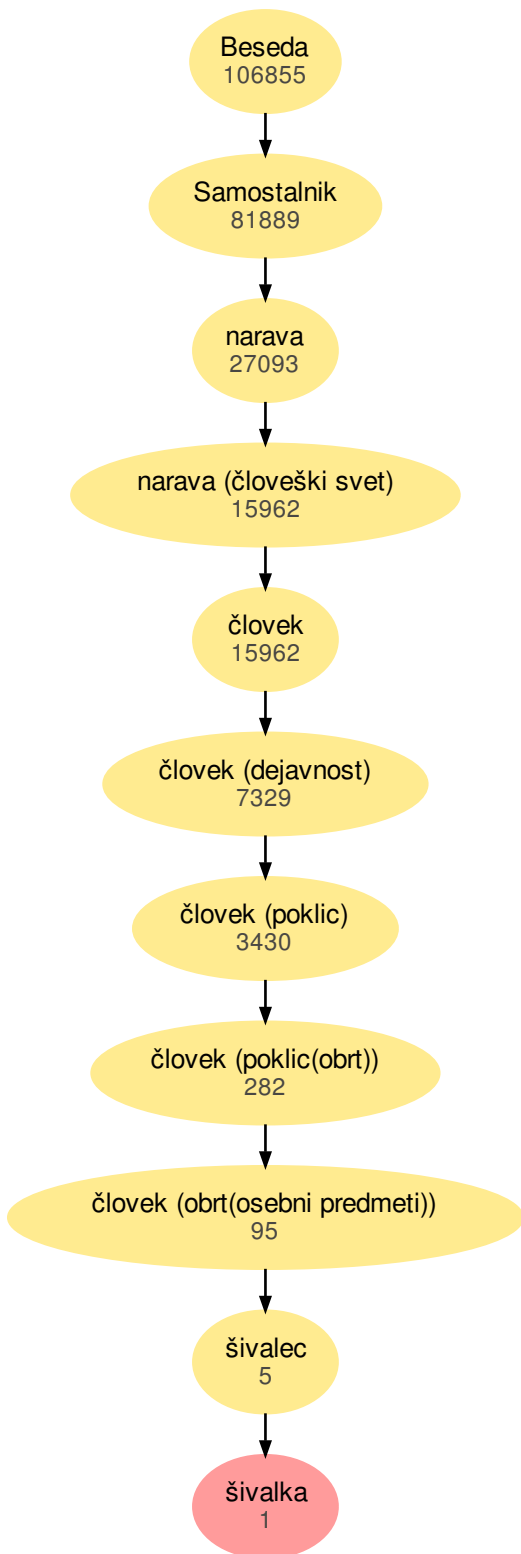 Beseda
106855
Samostalnik
81889
narava
27093
narava (človeški svet)
15962
človek
15962
človek (dejavnost)
7329
človek (poklic)
3430
človek (poklic(obrt))
282
človek (obrt(osebni predmeti))
95
šivalec
5
šivalka
1